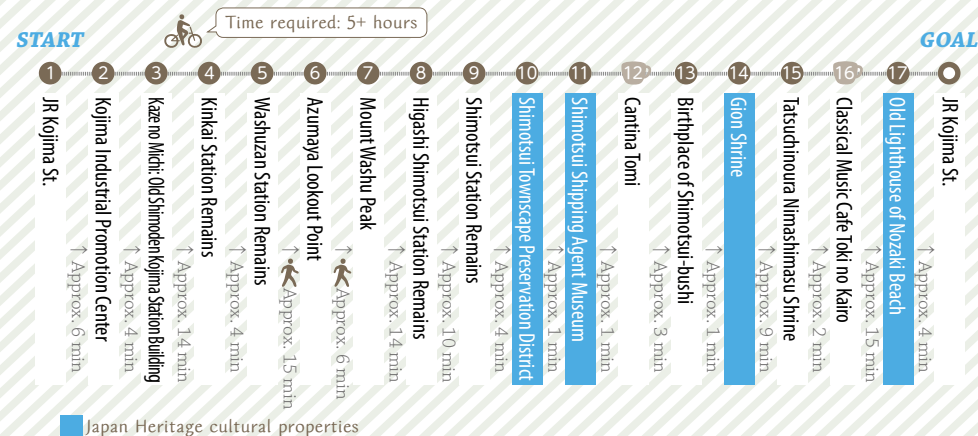 Time required: 5+ hours
START
GOAL
1
JR Kojima St.
↑ Approx. 6 min
2
Kojima Industrial Promotion Center
↑ Approx. 4 min
3
Kaze no Michi: Old Shimoden Kojima Station Building
↑ Approx. 14 min
4
Kinkai Station Remains
↑ Approx. 4 min
5
Washuzan Station Remains
↑ Approx. 15 min
6
Azumaya Lookout Point
↑ Approx. 6 min
7
Mount Washu Peak
↑ Approx. 14 min
8
Higashi Shimotsui Station Remains
↑ Approx. 10 min
9
Shimotsui Station Remains
↑ Approx. 4 min
10
Shimotsui Townscape Preservation District
↑ Approx. 1 min
11
Shimotsui Shipping Agent Museum
↑ Approx. 1 min
12
Cantina Tomi
↑ Approx. 3 min
13
Birthplace of Shimotsui-bushi
↑ Approx. 1 min
14
Gion Shrine
↑ Approx. 9 min
15
Tatsuchinoura Nimashimasu Shrine
↑ Approx. 2 min
16
Classical Music Cafe Toki no Kairo
↑ Approx. 15 min
17
Old Lighthouse of Nozaki Beach
↑ Approx. 4 min
JR Kojima St.
Japan Heritage cultural properties